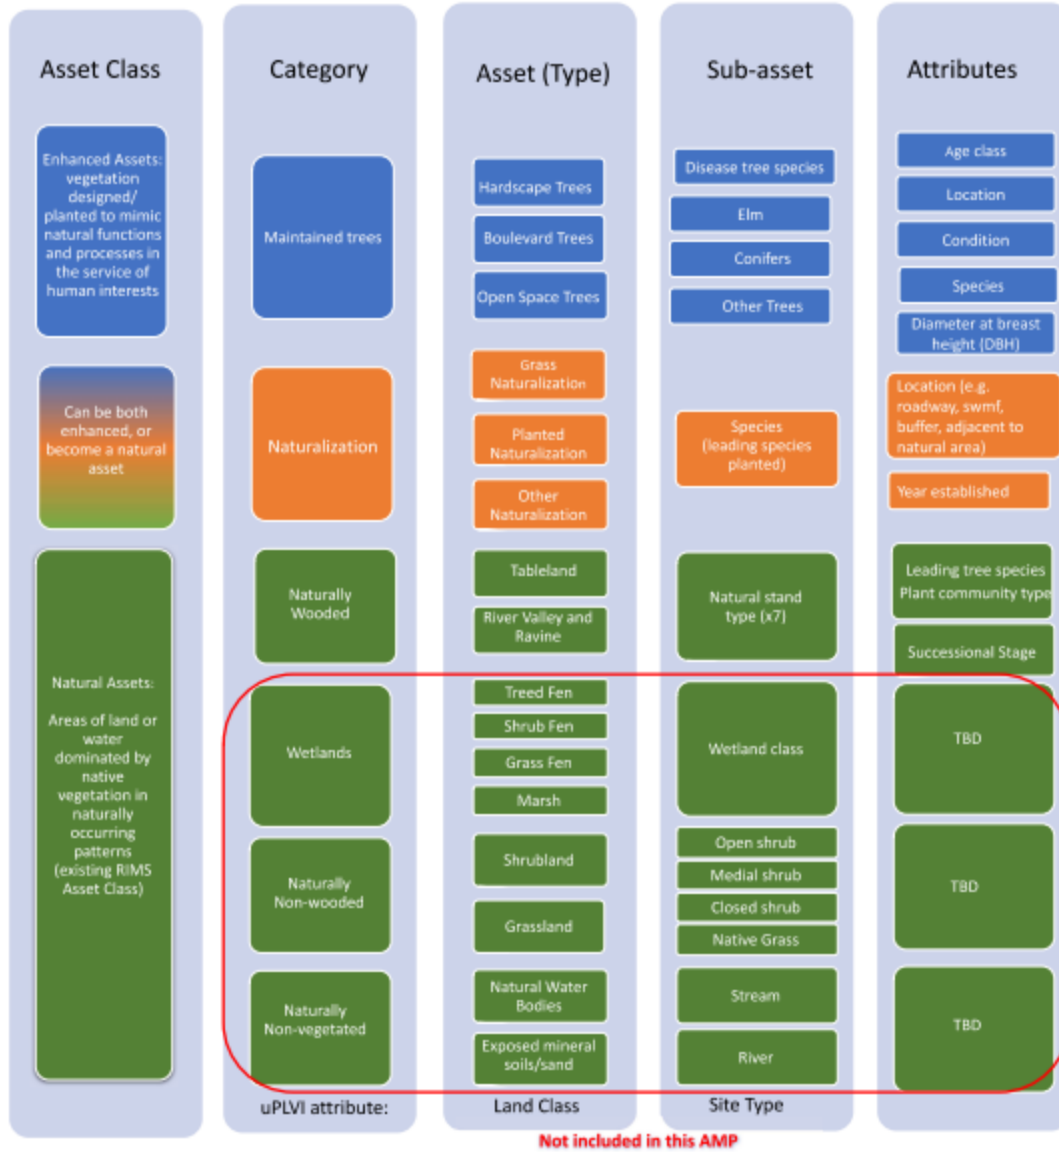 Asset Class
Category
Asset (Type)
Sub-asset
Attributes
Enhanced Assets:
vegetation
designed/
planted to mimic
natural functions
and processes in
the service of
human interests
Maintained trees
Hardscape Trees
Boulevard Trees
Open Space Trees
Disease tree species
Elm
Conifers
Other Trees
Age class
Location
Condition
Species
Diameter at breast
height (DBH)
Can be both
enhanced, or
become a natural
asset
Naturalization
Grass
Naturalization
Planted
Naturalization
Other
Naturalization
Species
(leading species
planted)
Location (e.g.
roadway, swmf,
buffer, adjacent to
natural area)
Year established
Natural Assets:
Areas of land or
water
dominated by
native
vegetation in
naturally
occurring
patterns
(existing RIMS
Asset Class)
Naturally
Wooded
Tableland
River Valley and
Ravine
Natural stand
type (x7)
Leading tree species
Plant community type
Successional Stage
Wetlands
Treed Fen
Shrub Fen
Grass Fen
Marsh
Wetland class
TBD
Naturally
Non-wooded
Shrubland
Grassland
Open shrub
Medial shrub
Closed shrub
Native Grass
TBD
Naturally
Non-vegetated
Natural Water
Bodies
Exposed mineral
soils/sand
Stream
River
TBD
uPLVI attribute:
Land Class
Site Type
Not included in this AMP